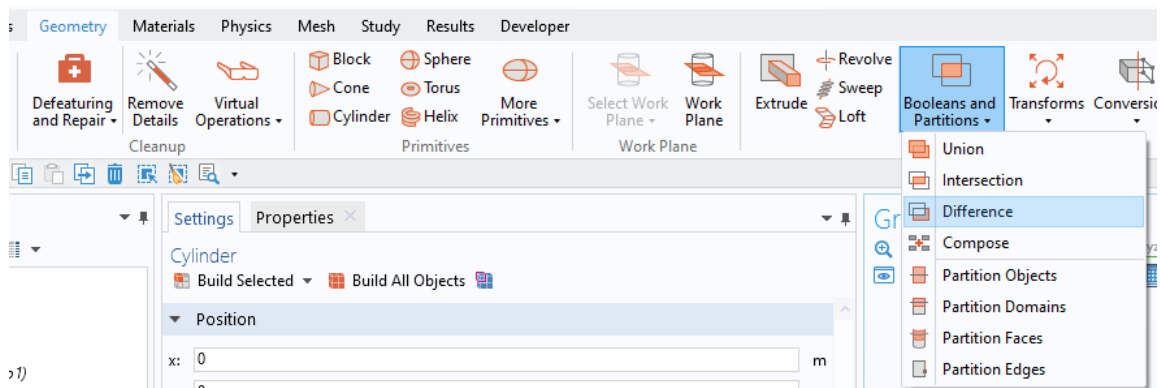 Geometry Materials Physics Mesh Study Results Developer
Block Sphere Revolve
Cone Torus Sweep
Defeaturing Remove Virtual More Select Work Work Extrude Booleans and Transforms
and Repair Details Operations Cylinder Helix Primitives Plane Plane Loft Partitions
Cleanup Primitives Work Plane
Union
Intersection
Settings Properties Difference
Cylinder Compose
Build Selected Build All Objects Partition Objects
Position Partition Domains
Partition Faces
x: 0 m Partition Edges